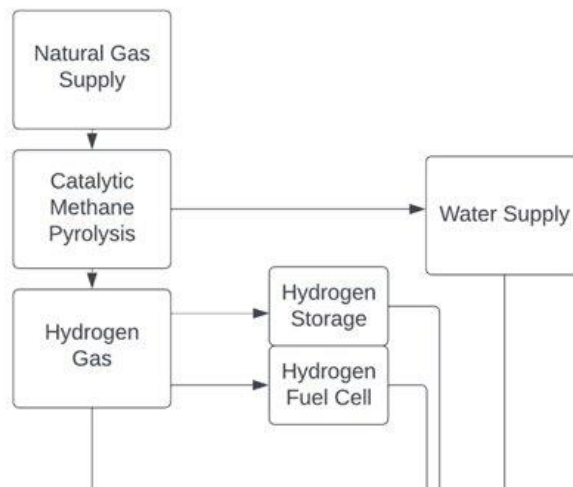 Natural Gas
Supply
Catalytic
Methane
Pyrolysis
Water Supply
Hydrogen
Gas
Hydrogen
Storage
Hydrogen
Fuel Cell